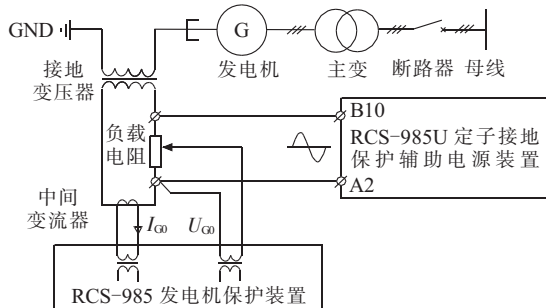 GND
G
接地
变压器
发电机
主变
断路器
母线
负载
电阻
B10
RCS-985U 定子接地
保护辅助电源装置
A2
中间
变流器
I_G0
U_G0
RCS-985 发电机保护装置